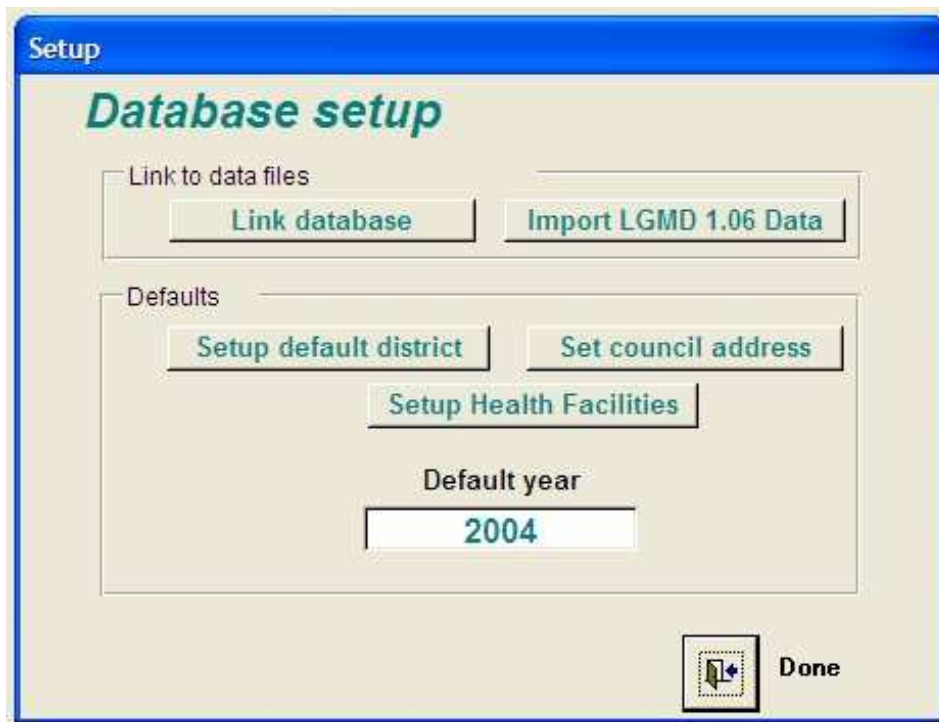 Setup
Database setup
Link to data files
Link database Import LGMD 1.06 Data
Defaults
Setup default district Set council address
Setup Health Facilities
Default year
2004
Done